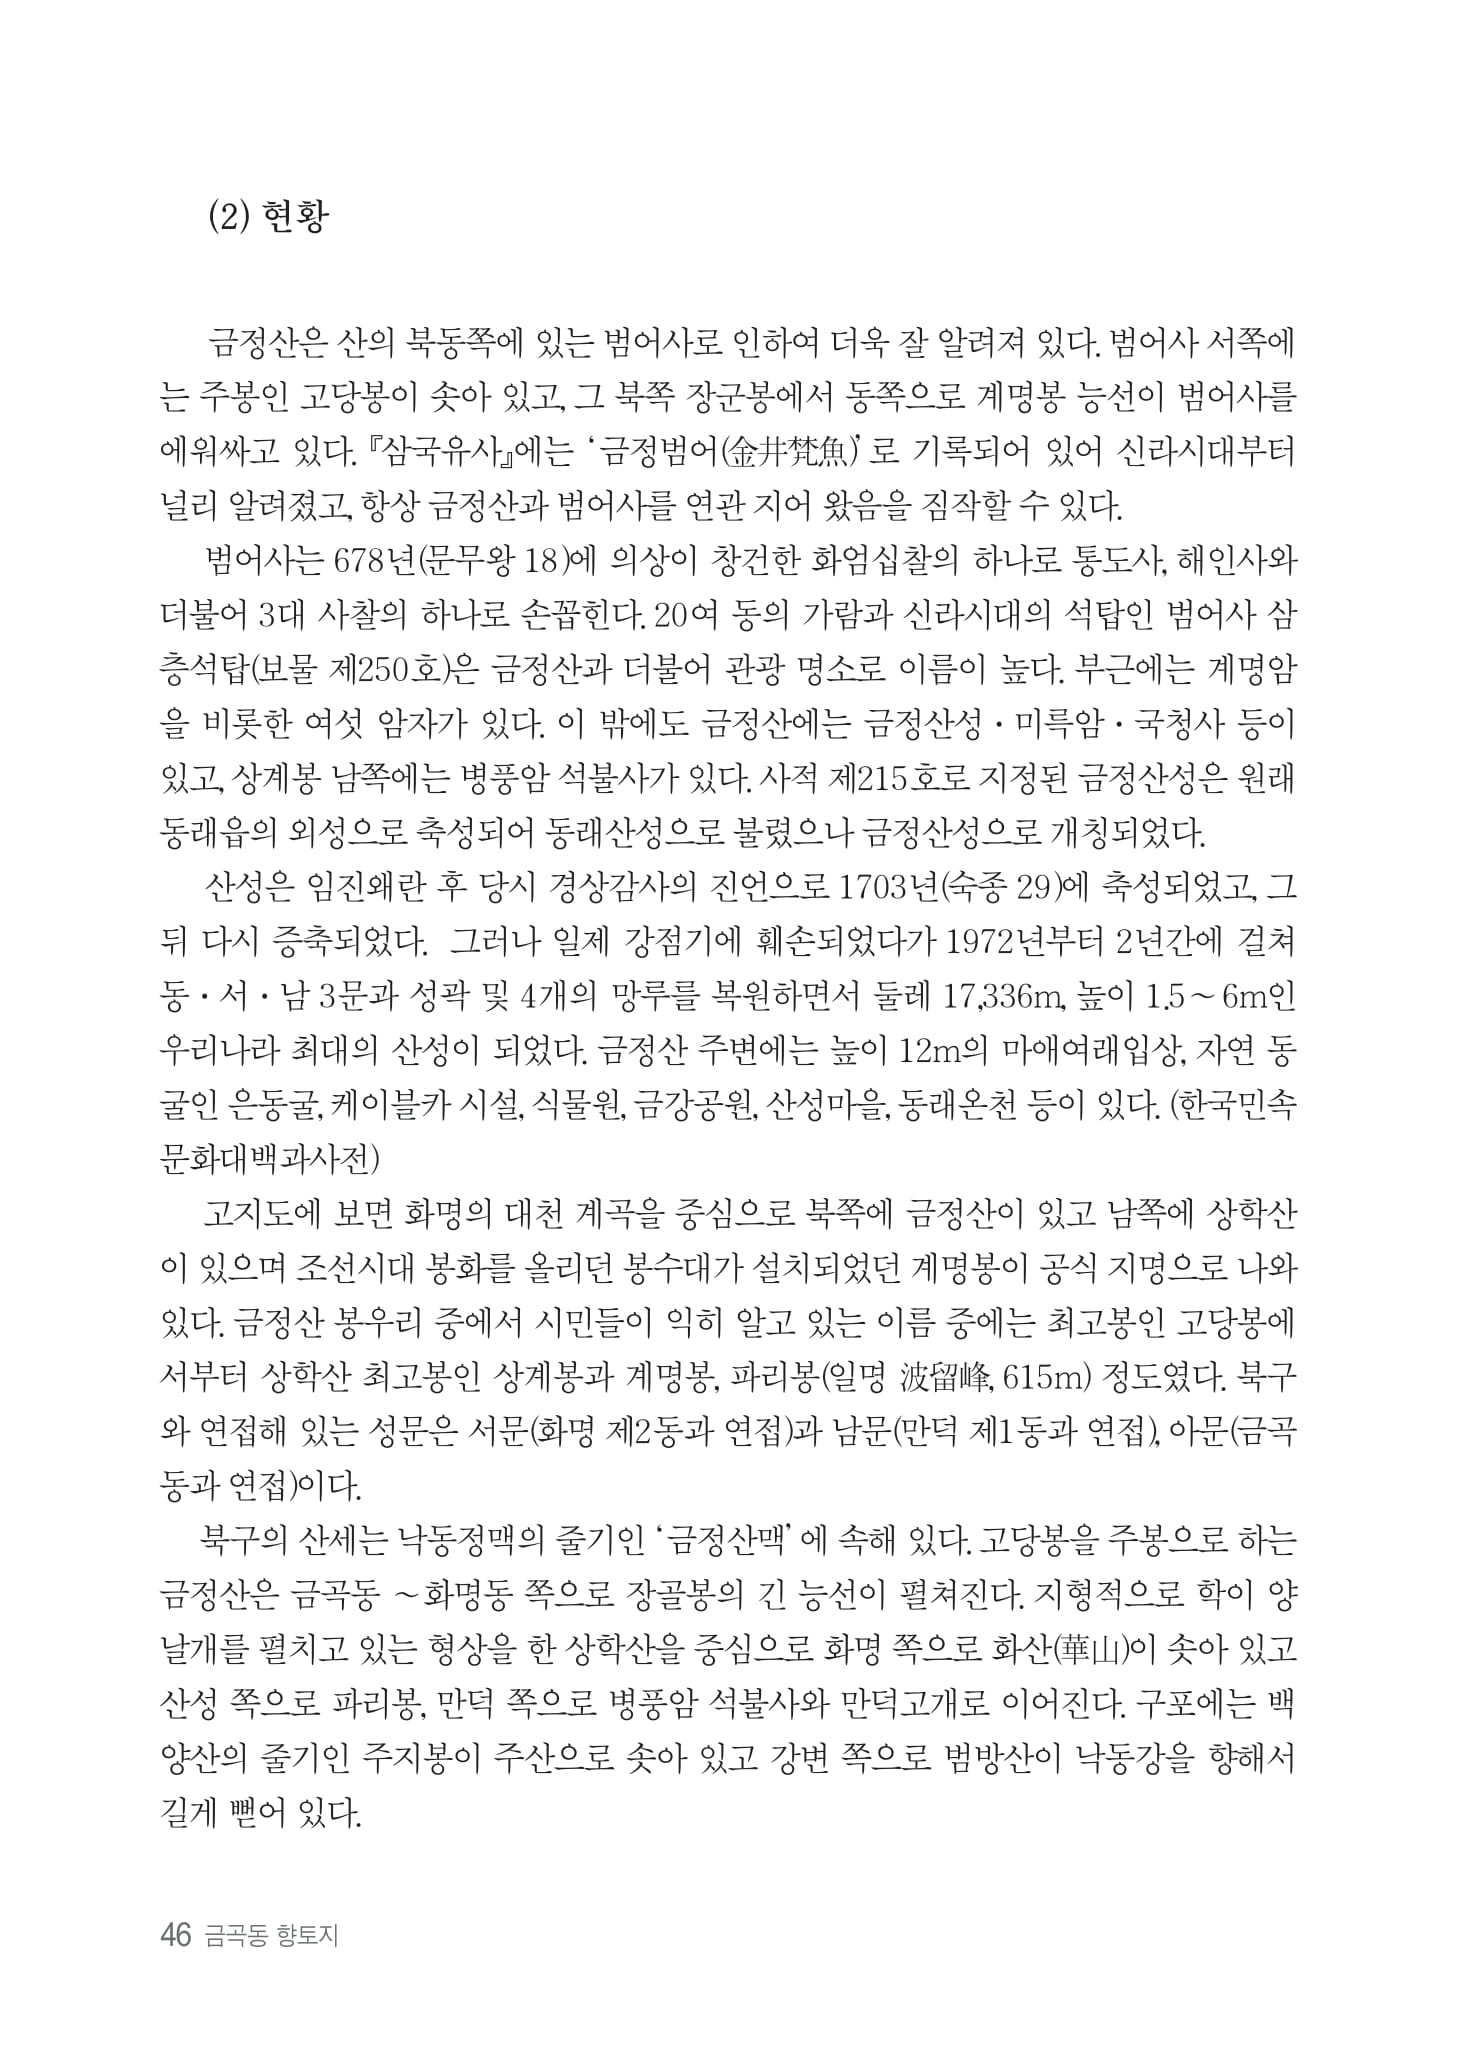 (2) 현황
금정산은 산의 북동쪽에 있는 범어사로 인하여 더욱 잘 알려져 있다. 범어사 서쪽에
는 주봉인 고당봉이 솟아 있고, 그 북쪽 장군봉에서 동쪽으로 계명봉 능선이 범어사를
에워싸고 있다. 『삼국유사』에는 ‘금정범어(金井梵魚)’로 기록되어 있어 신라시대부터
널리 알려졌고, 항상 금정산과 범어사를 연관 지어 왔음을 짐작할 수 있다.
범어사는 678년(문무왕 18)에 의상이 창건한 화엄십찰의 하나로 통도사, 해인사와
더불어 3대 사찰의 하나로 손꼽힌다. 20여 동의 가람과 신라시대의 석탑인 범어사 삼
층석탑(보물 제250호)은 금정산과 더불어 관광 명소로 이름이 높다. 부근에는 계명암
을 비롯한 여섯 암자가 있다. 이 밖에도 금정산에는 금정산성·미륵암·국청사 등이
있고, 상계봉 남쪽에는 병풍암 석불사가 있다. 사적 제215호로 지정된 금정산성은 원래
동래읍의 외성으로 축성되어 동래산성으로 불렸으나 금정산성으로 개칭되었다.
산성은 임진왜란 후 당시 경상감사의 진언으로 1703년(숙종 29)에 축성되었고, 그
뒤 다시 증축되었다. 그러나 일제 강점기에 훼손되었다가 1972년부터 2년간에 걸쳐
동·서·남 3문과 성곽 및 4개의 망루를 복원하면서 둘레 17,336m, 높이 1.5~6m인
우리나라 최대의 산성이 되었다. 금정산 주변에는 높이 12m의 마애여래입상, 자연 동
굴인 은동굴, 케이블카 시설, 식물원, 금강공원, 산성마을, 동래온천 등이 있다. (한국민속
문화대백과사전)
고지도에 보면 화명의 대천 계곡을 중심으로 북쪽에 금정산이 있고 남쪽에 상학산
이 있으며 조선시대 봉화를 올리던 봉수대가 설치되었던 계명봉이 공식 지명으로 나와
있다. 금정산 봉우리 중에서 시민들이 익히 알고 있는 이름 중에는 최고봉인 고당봉에
서부터 상학산 최고봉인 상계봉과 계명봉, 파리봉(일명 波留峰, 615m) 정도였다. 북구
와 연접해 있는 성문은 서문(화명 제2동과 연접)과 남문(만덕 제1동과 연접), 아문(금곡
동과 연접)이다.
북구의 산세는 낙동정맥의 줄기인 ‘금정산맥’에 속해 있다. 고당봉을 주봉으로 하는
금정산은 금곡동 ~화명동 쪽으로 장골봉의 긴 능선이 펼쳐진다. 지형적으로 학이 양
날개를 펼치고 있는 형상을 한 상학산을 중심으로 화명 쪽으로 화산(華山)이 솟아 있고
산성 쪽으로 파리봉, 만덕 쪽으로 병풍암 석불사와 만덕고개로 이어진다. 구포에는 백
양산의 줄기인 주지봉이 주산으로 솟아 있고 강변 쪽으로 범방산이 낙동강을 향해서
길게 뻗어 있다.
46 금곡동 향토지